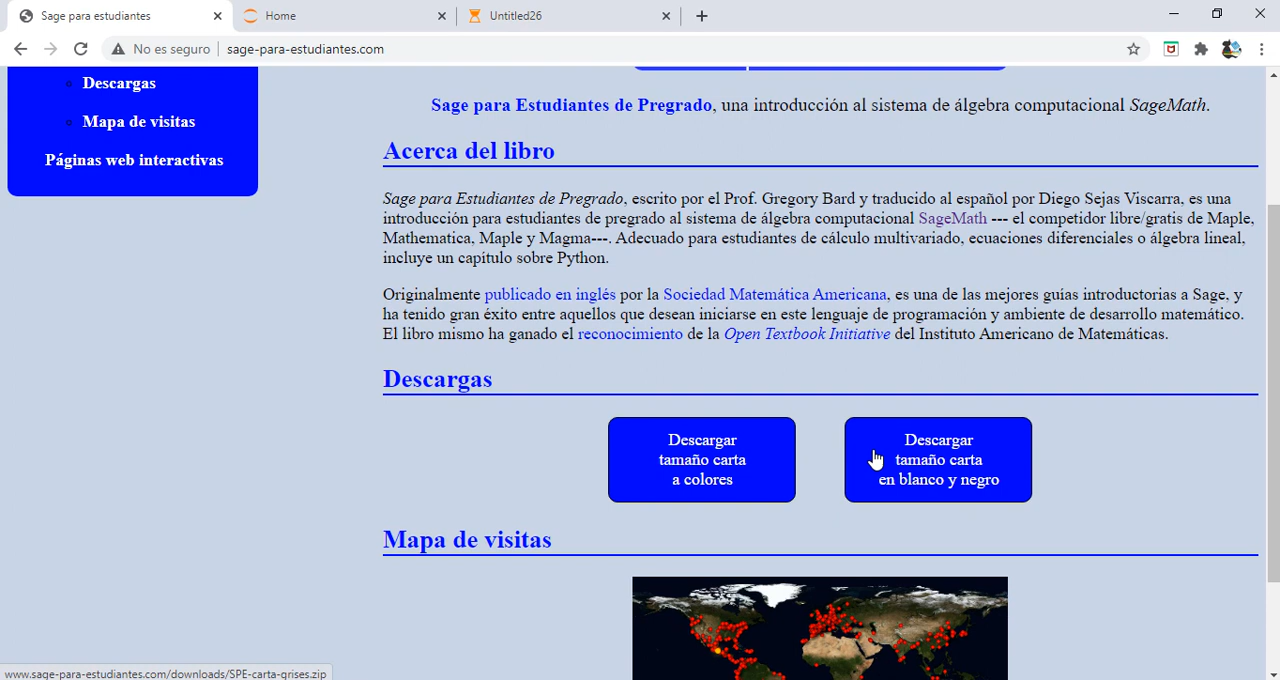 Sage para estudiantes
Home
Untitled26
No es seguro
sage-para-estudiantes.com
Descargas
Mapa de visitas
Páginas web interactivas
Sage para Estudiantes de Pregrado, una introducción al sistema de álgebra computacional SageMath.
Acerca del libro
Sage para Estudiantes de Pregrado, escrito por el Prof. Gregory Bard y traducido al español por Diego Sejas Viscarra, es una
introducción para estudiantes de pregrado al sistema de álgebra computacional SageMath --- el competidor libre/gratis de Maple,
Mathematica, Maple y Magma---. Adecuado para estudiantes de cálculo multivariado, ecuaciones diferenciales o álgebra lineal,
incluye un capítulo sobre Python.
Originalmente publicado en inglés por la Sociedad Matemática Americana, es una de las mejores guías introductorias a Sage, y
ha tenido gran éxito entre aquellos que desean iniciarse en este lenguaje de programación y ambiente de desarrollo matemático.
El libro mismo ha ganado el reconocimiento de la Open Textbook Initiative del Instituto Americano de Matemáticas.
Descargas
Descargar
tamaño carta
a colores
Descargar
tamaño carta
en blanco y negro
Mapa de visitas
www.sage-para-estudiantes.com/downloads/SPE-carta-grises.zip